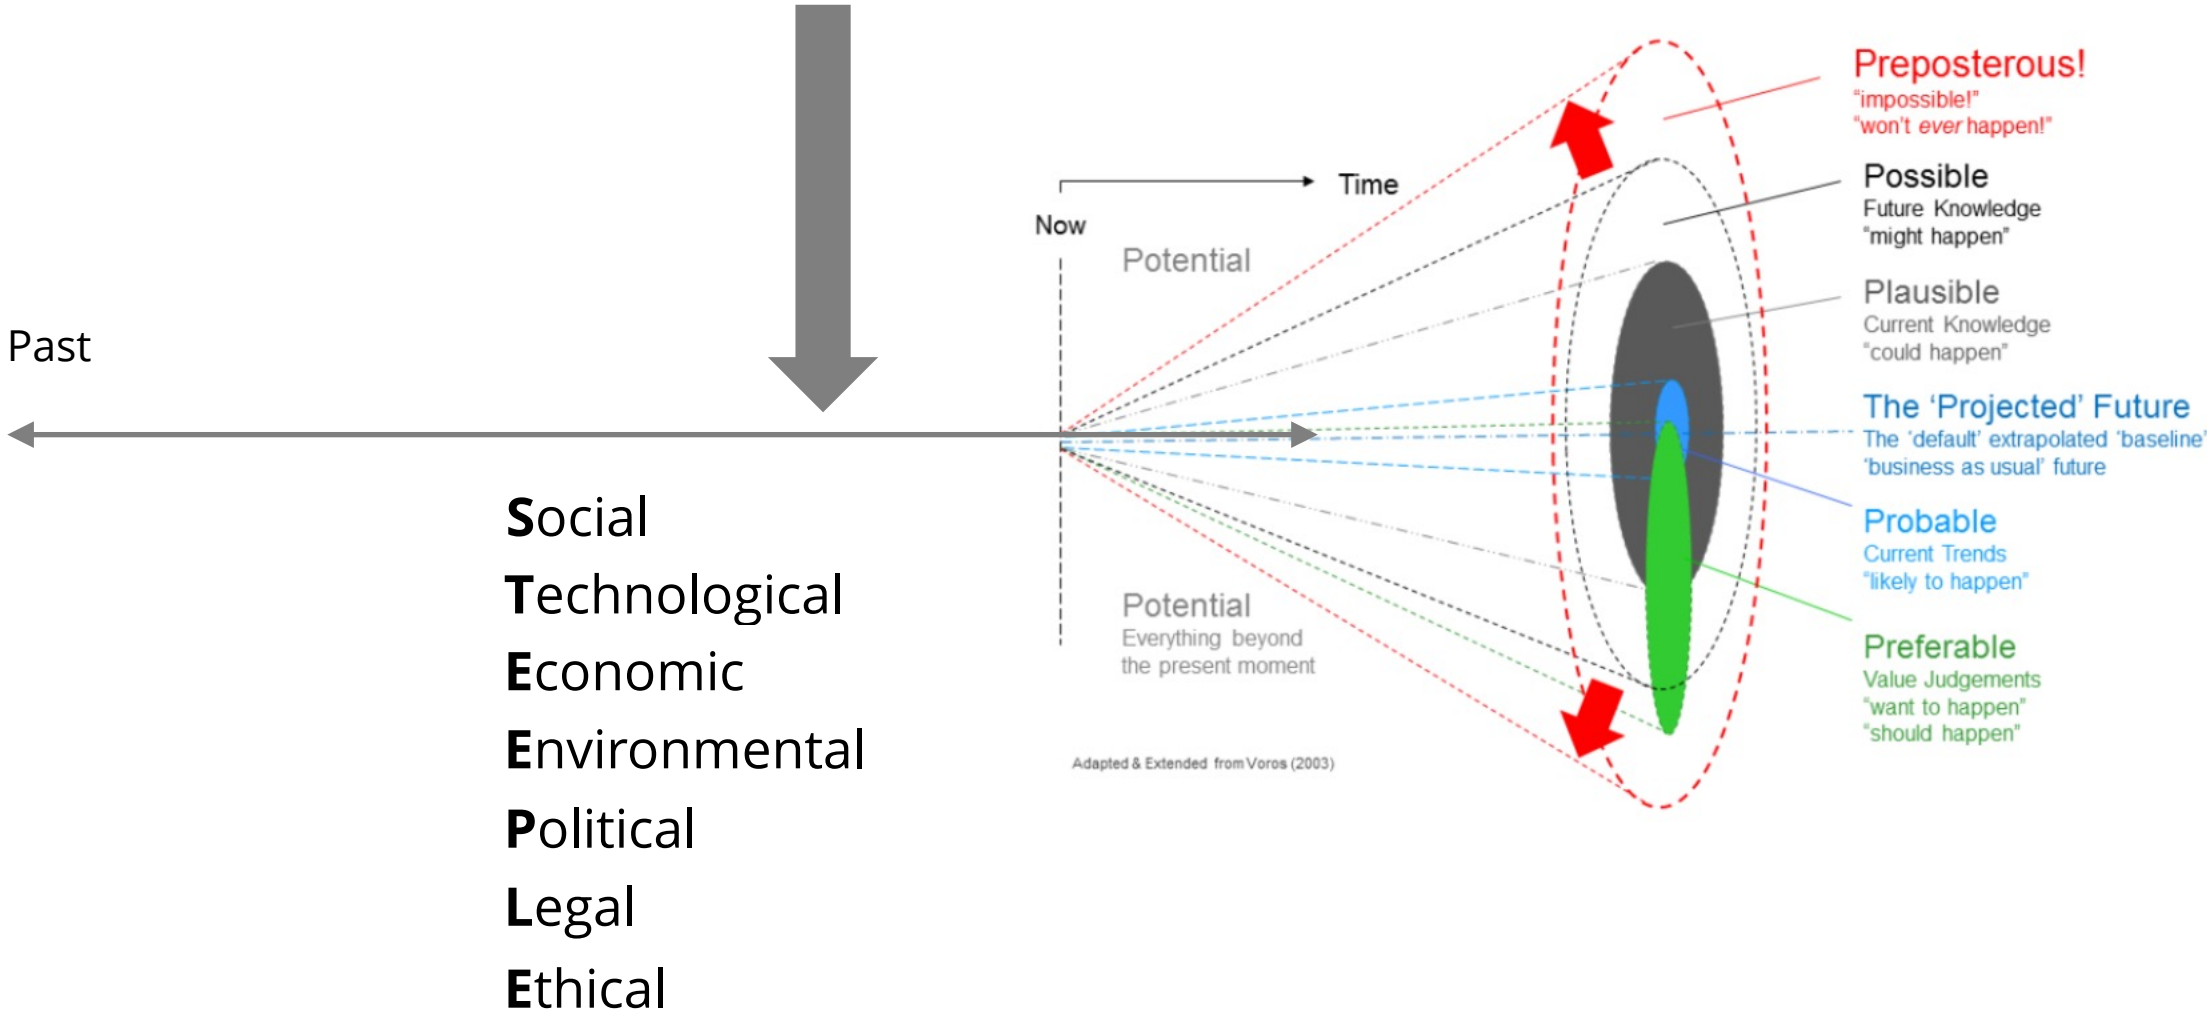 Past
Social
Technological
Economic
Environmental
Political
Legal
Ethical
Now
Time
Potential
Potential
Everything beyond
the present moment
Adapted & Extended from Voros (2003)
Preposterous!
“impossible!”
“won’t ever happen!”
Possible
Future Knowledge
“might happen”
Plausible
Current Knowledge
“could happen”
The ‘Projected’ Future
The ‘default’ extrapolated ‘baseline’
‘business as usual’ future
Probable
Current Trends
“likely to happen”
Preferable
Value Judgements
“want to happen”
“should happen”